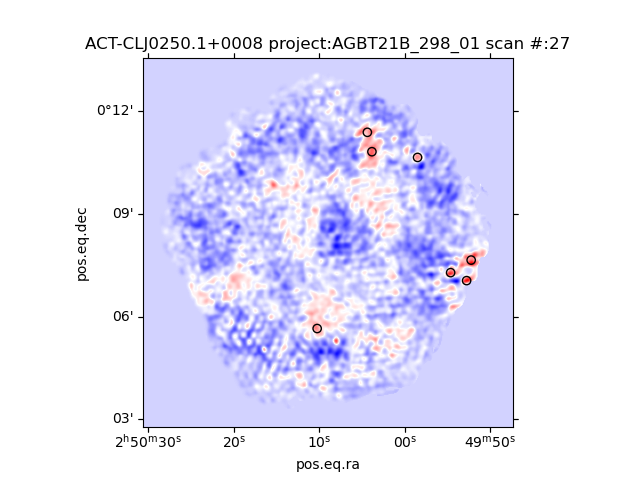 ACT-CLJ0250.1+0008 project:AGBT21B_298_01 scan #:27
0°12'
09'
06'
03'
pos.eq.dec
2ʰ50ᵐ30ˢ 20ˢ 10ˢ 00ˢ 49ᵐ50ˢ
pos.eq.ra